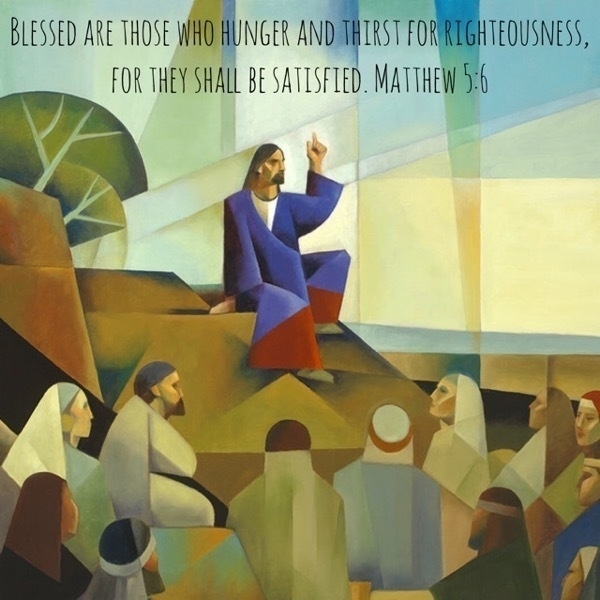 Blessed are those who hunger and thirst for righteousness,
for they shall be satisfied. Matthew 5:6